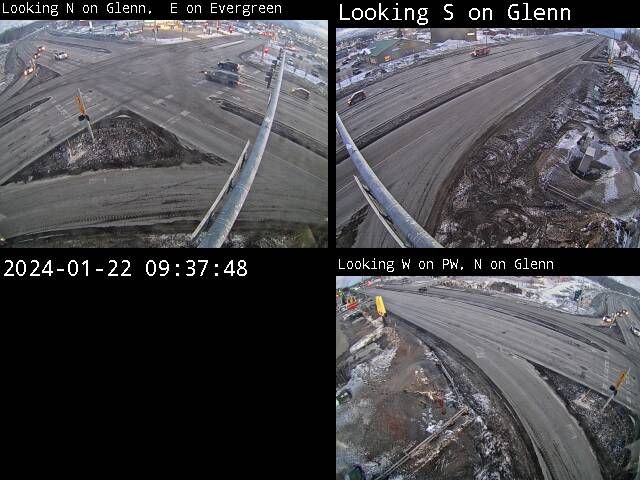 Looking N on Glenn,  E on Evergreen
Looking S on Glenn
2024-01-22 09:37:48
Looking W on PW, N on Glenn